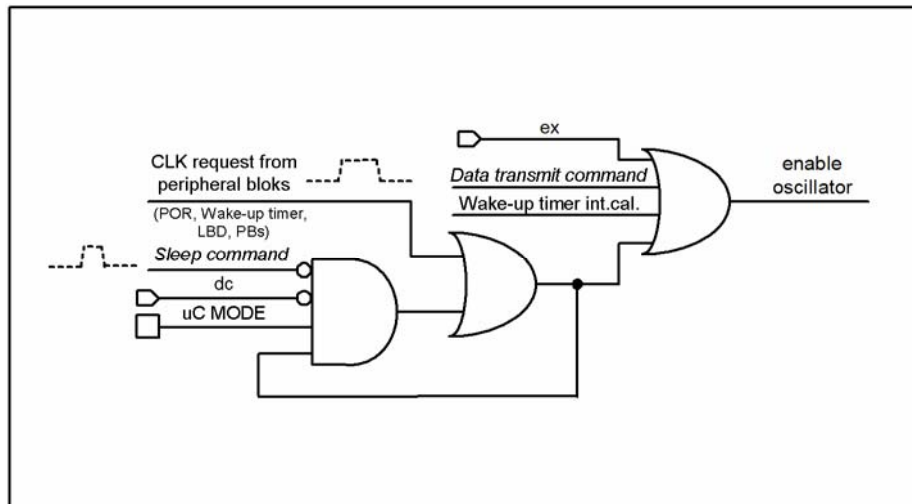 ex
CLK request from
peripheral bloks
Data transmit command
enable
oscillator
(POR, Wake-up timer,
LBD, PBs)
Wake-up timer int.cal.
Sleep command
dc
uC MODE